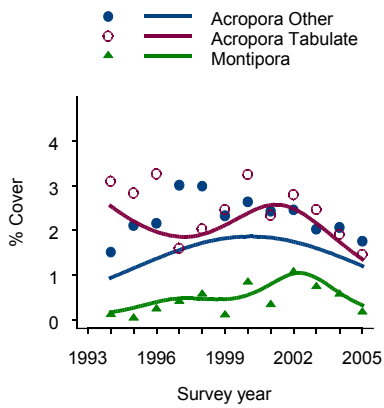 Acropora Other
Acropora Tabulate
Montipora
4
3
2
1
0
% Cover
1993 1996 1999 2002 2005
Survey year